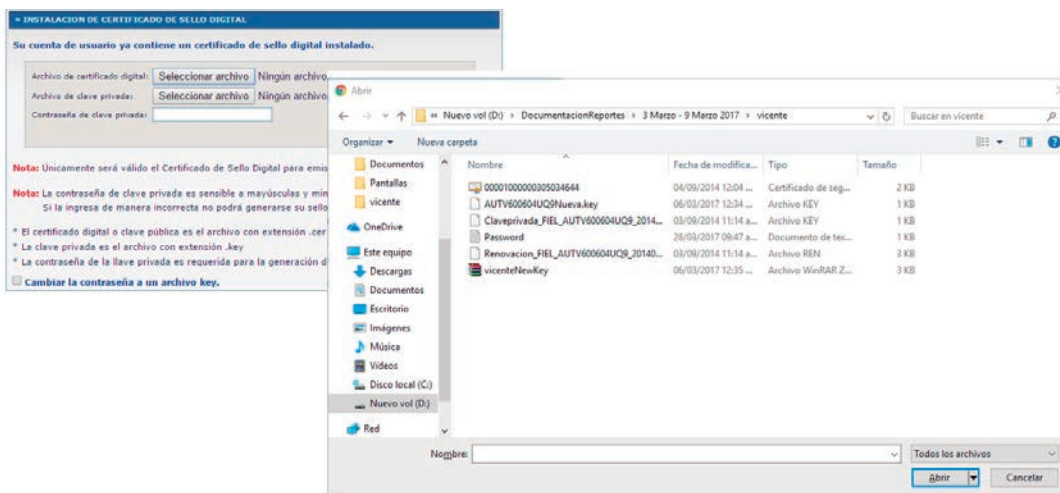 » INSTALACION DE CERTIFICADO DE SELLO DIGITAL
Su cuenta de usuario ya contiene un certificado de sello digital instalado.
Archivo de certificado digital: Seleccionar archivo Ningún archivo
Archivo de clave privada: Seleccionar archivo Ningún archivo
Contraseña de clave privada:
Nota: Únicamente será válido el Certificado de Sello Digital para emis
Nota: La contraseña de clave privada es sensible a mayúsculas y min
Si la ingresa de manera incorrecta no podrá generarse su sello
* El certificado digital o clave pública es el archivo con extensión .cer
* La clave privada es el archivo con extensión .key
* La contraseña de la llave privada es requerida para la generación d
Cambiar la contraseña a un archivo key.
Abrir
« Nuevo vol (D:) > DocumentacionReportes > 3 Marzo - 9 Marzo 2017 > vicente
Buscar en vicente
Organizar Nueva carpeta
Nombre Fecha de modifica... Tipo Tamaño
00001000000305034644 04/09/2014 12:04 ... Certificado de seg... 2 KB
AUTV600604UQ9Nueva.key 06/03/2017 12:34 ... Archivo KEY 1 KB
Claveprivada_FIEL_AUTV600604UQ9_2014... 03/09/2014 11:14 a... Archivo KEY 1 KB
Password 28/03/2017 09:47 a... Documento de tex... 1 KB
Renovacion_FIEL_AUTV600604UQ9_20140... 03/09/2014 11:14 a... Archivo REN 3 KB
vicenteNewKey 06/03/2017 12:35 ... Archivo WinRAR Z... 3 KB
Documentos
Pantallas
vicente
OneDrive
Este equipo
Descargas
Documentos
Escritorio
Imágenes
Música
Vídeos
Disco local (C:)
Nuevo vol (D:)
Red
Nombre: Todos los archivos
Abrir Cancelar